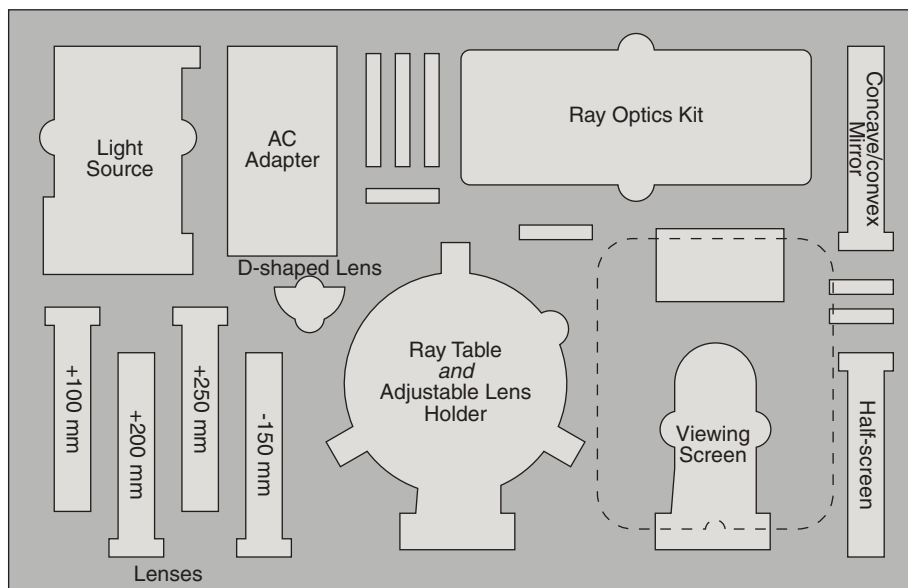 Light
Source
AC
Adapter
Ray Optics Kit
Concave/convex
Mirror
D-shaped Lens
+100 mm
+200 mm
+250 mm
-150 mm
Ray Table
and
Adjustable Lens
Holder
Viewing
Screen
Half-screen
Lenses